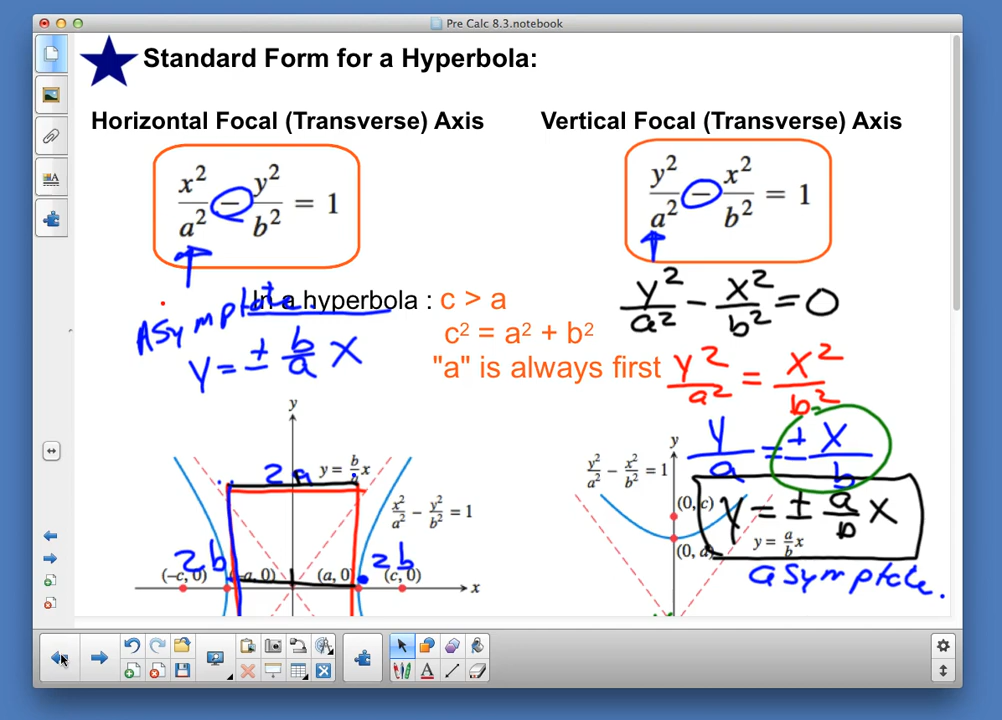 Pre Calc 8.3.notebook
Standard Form for a Hyperbola:
Horizontal Focal (Transverse) Axis
x²/a² − y²/b² = 1
Asymptote
In a hyperbola : c > a
c² = a² + b²
"a" is always first
y = ± b/a x
y
2a
y = b/a x
x²/a² − y²/b² = 1
2b
2b
(−c, 0)
(−a, 0)
(a, 0)
(c, 0)
x
Vertical Focal (Transverse) Axis
y²/a² − x²/b² = 1
y²/a² − x²/b² = 0
y²/a² = x²/b²
y/a = ± x/b
y = ± a/b x
asymptote.
y
y²/a² − x²/b² = 1
(0, c)
(0, a)
y = a/b x
A